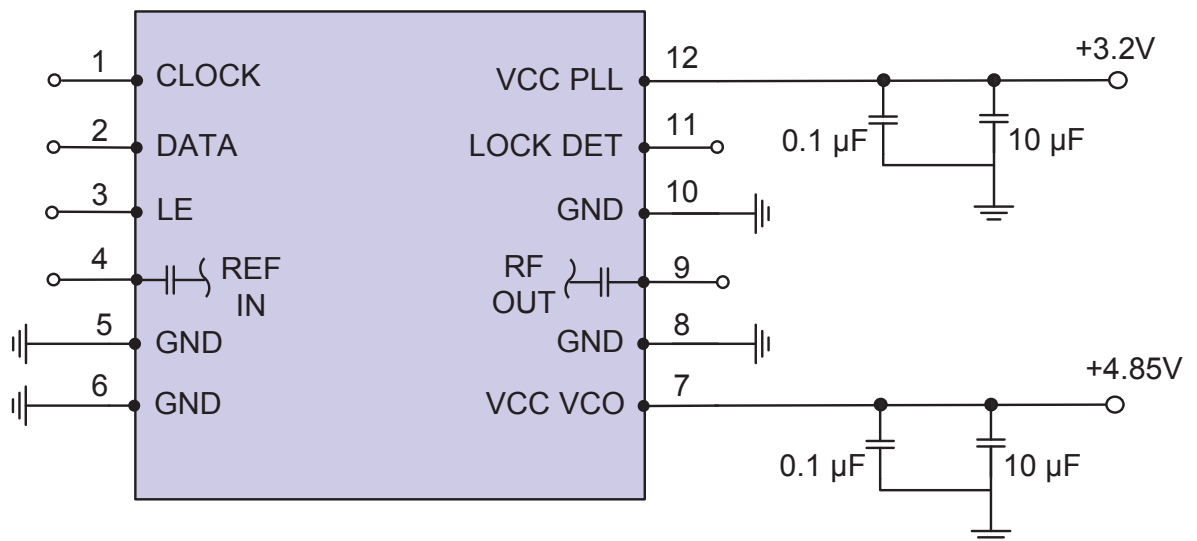 1 CLOCK
2 DATA
3 LE
4 REF
IN
5 GND
6 GND
VCC PLL 12
LOCK DET 11
GND 10
RF 9
OUT
GND 8
VCC VCO 7
+3.2V
0.1 µF 10 µF
+4.85V
0.1 µF 10 µF